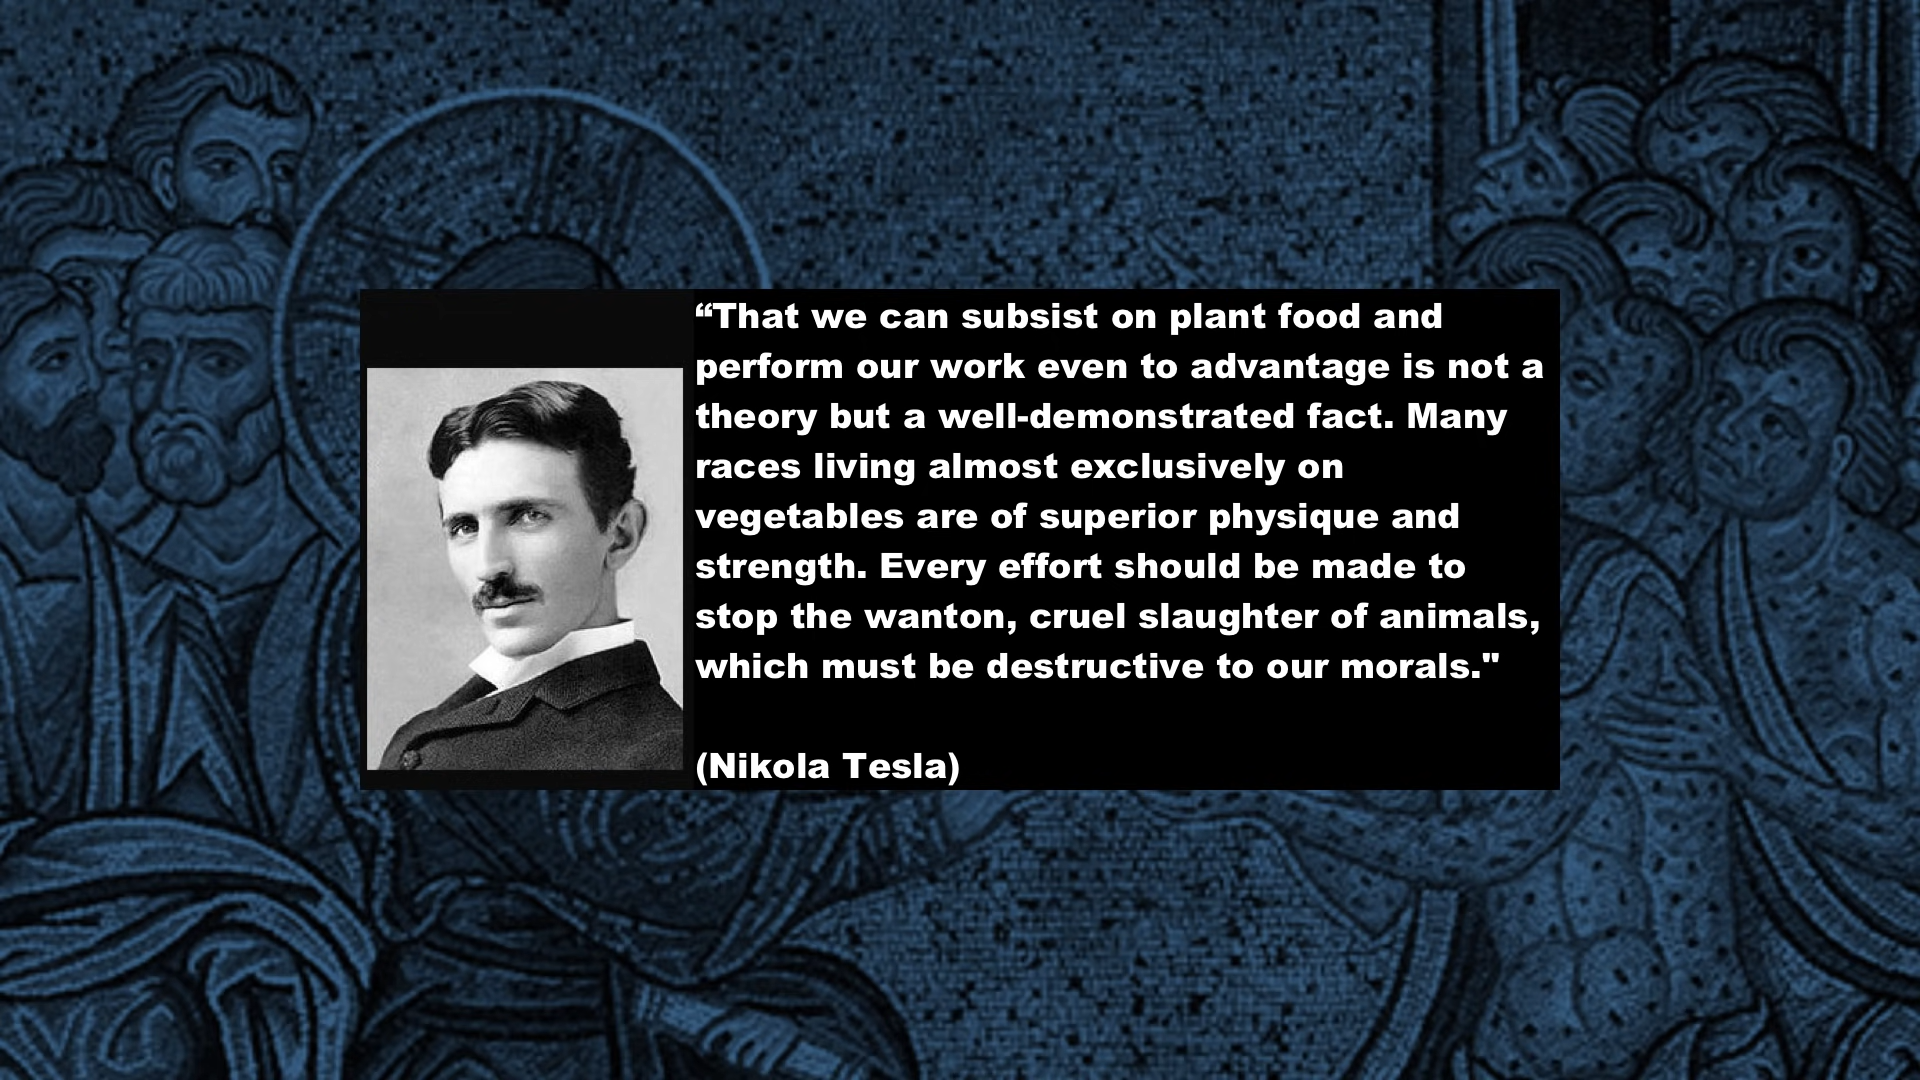 “That we can subsist on plant food and
perform our work even to advantage is not a
theory but a well-demonstrated fact. Many
races living almost exclusively on
vegetables are of superior physique and
strength. Every effort should be made to
stop the wanton, cruel slaughter of animals,
which must be destructive to our morals."
(Nikola Tesla)